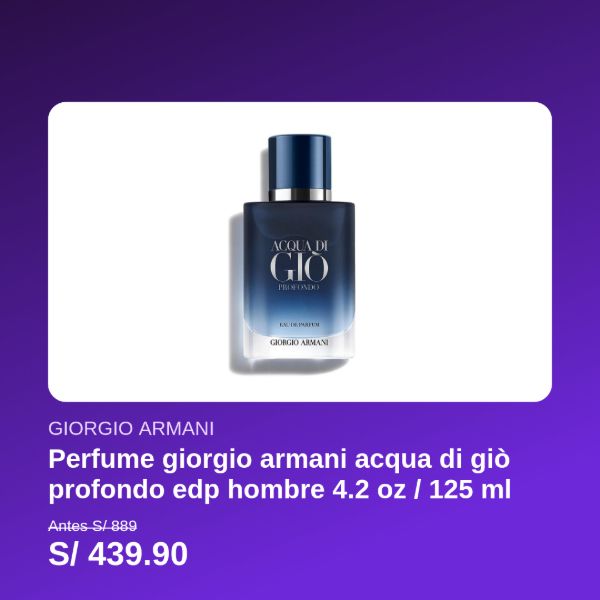 ACQUA DI
GIÒ
PROFONDO
EAU DE PARFUM
GIORGIO ARMANI
GIORGIO ARMANI
Perfume giorgio armani acqua di giò
profondo edp hombre 4.2 oz / 125 ml
Antes S/ 889
S/ 439.90